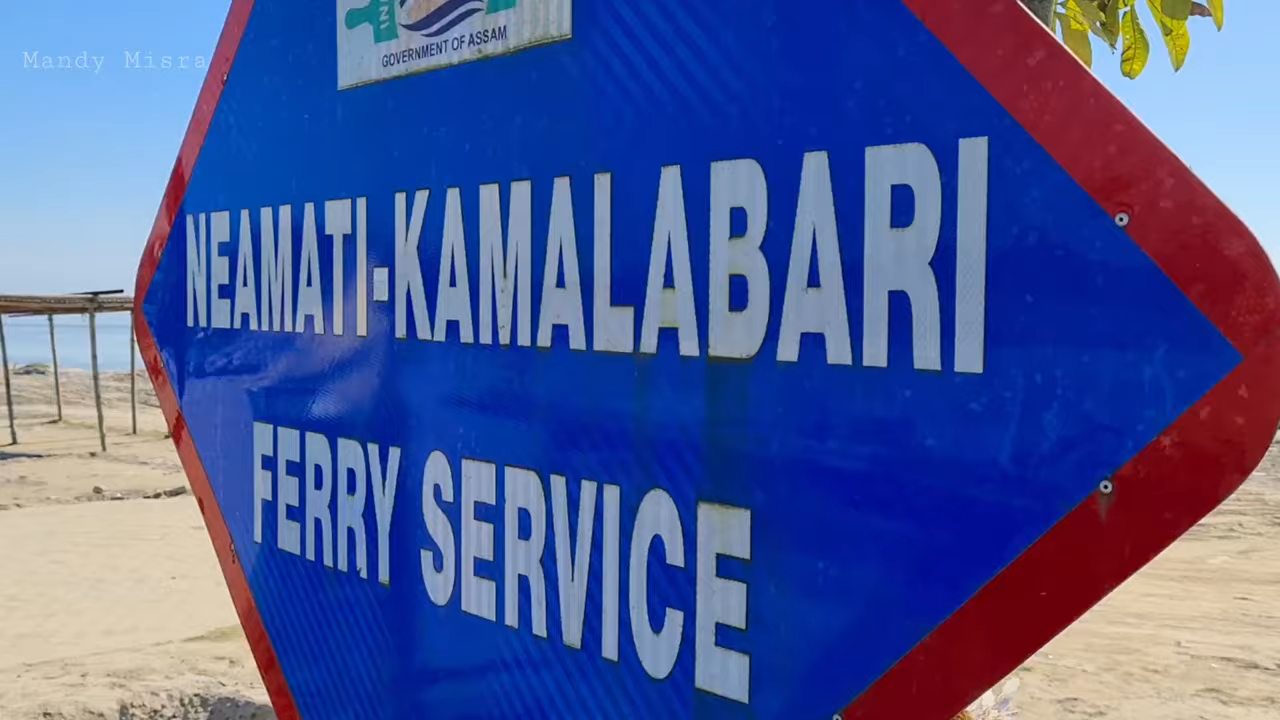 Mandy Misra
GOVERNMENT OF ASSAM
NEAMATI-KAMALABARI
FERRY SERVICE